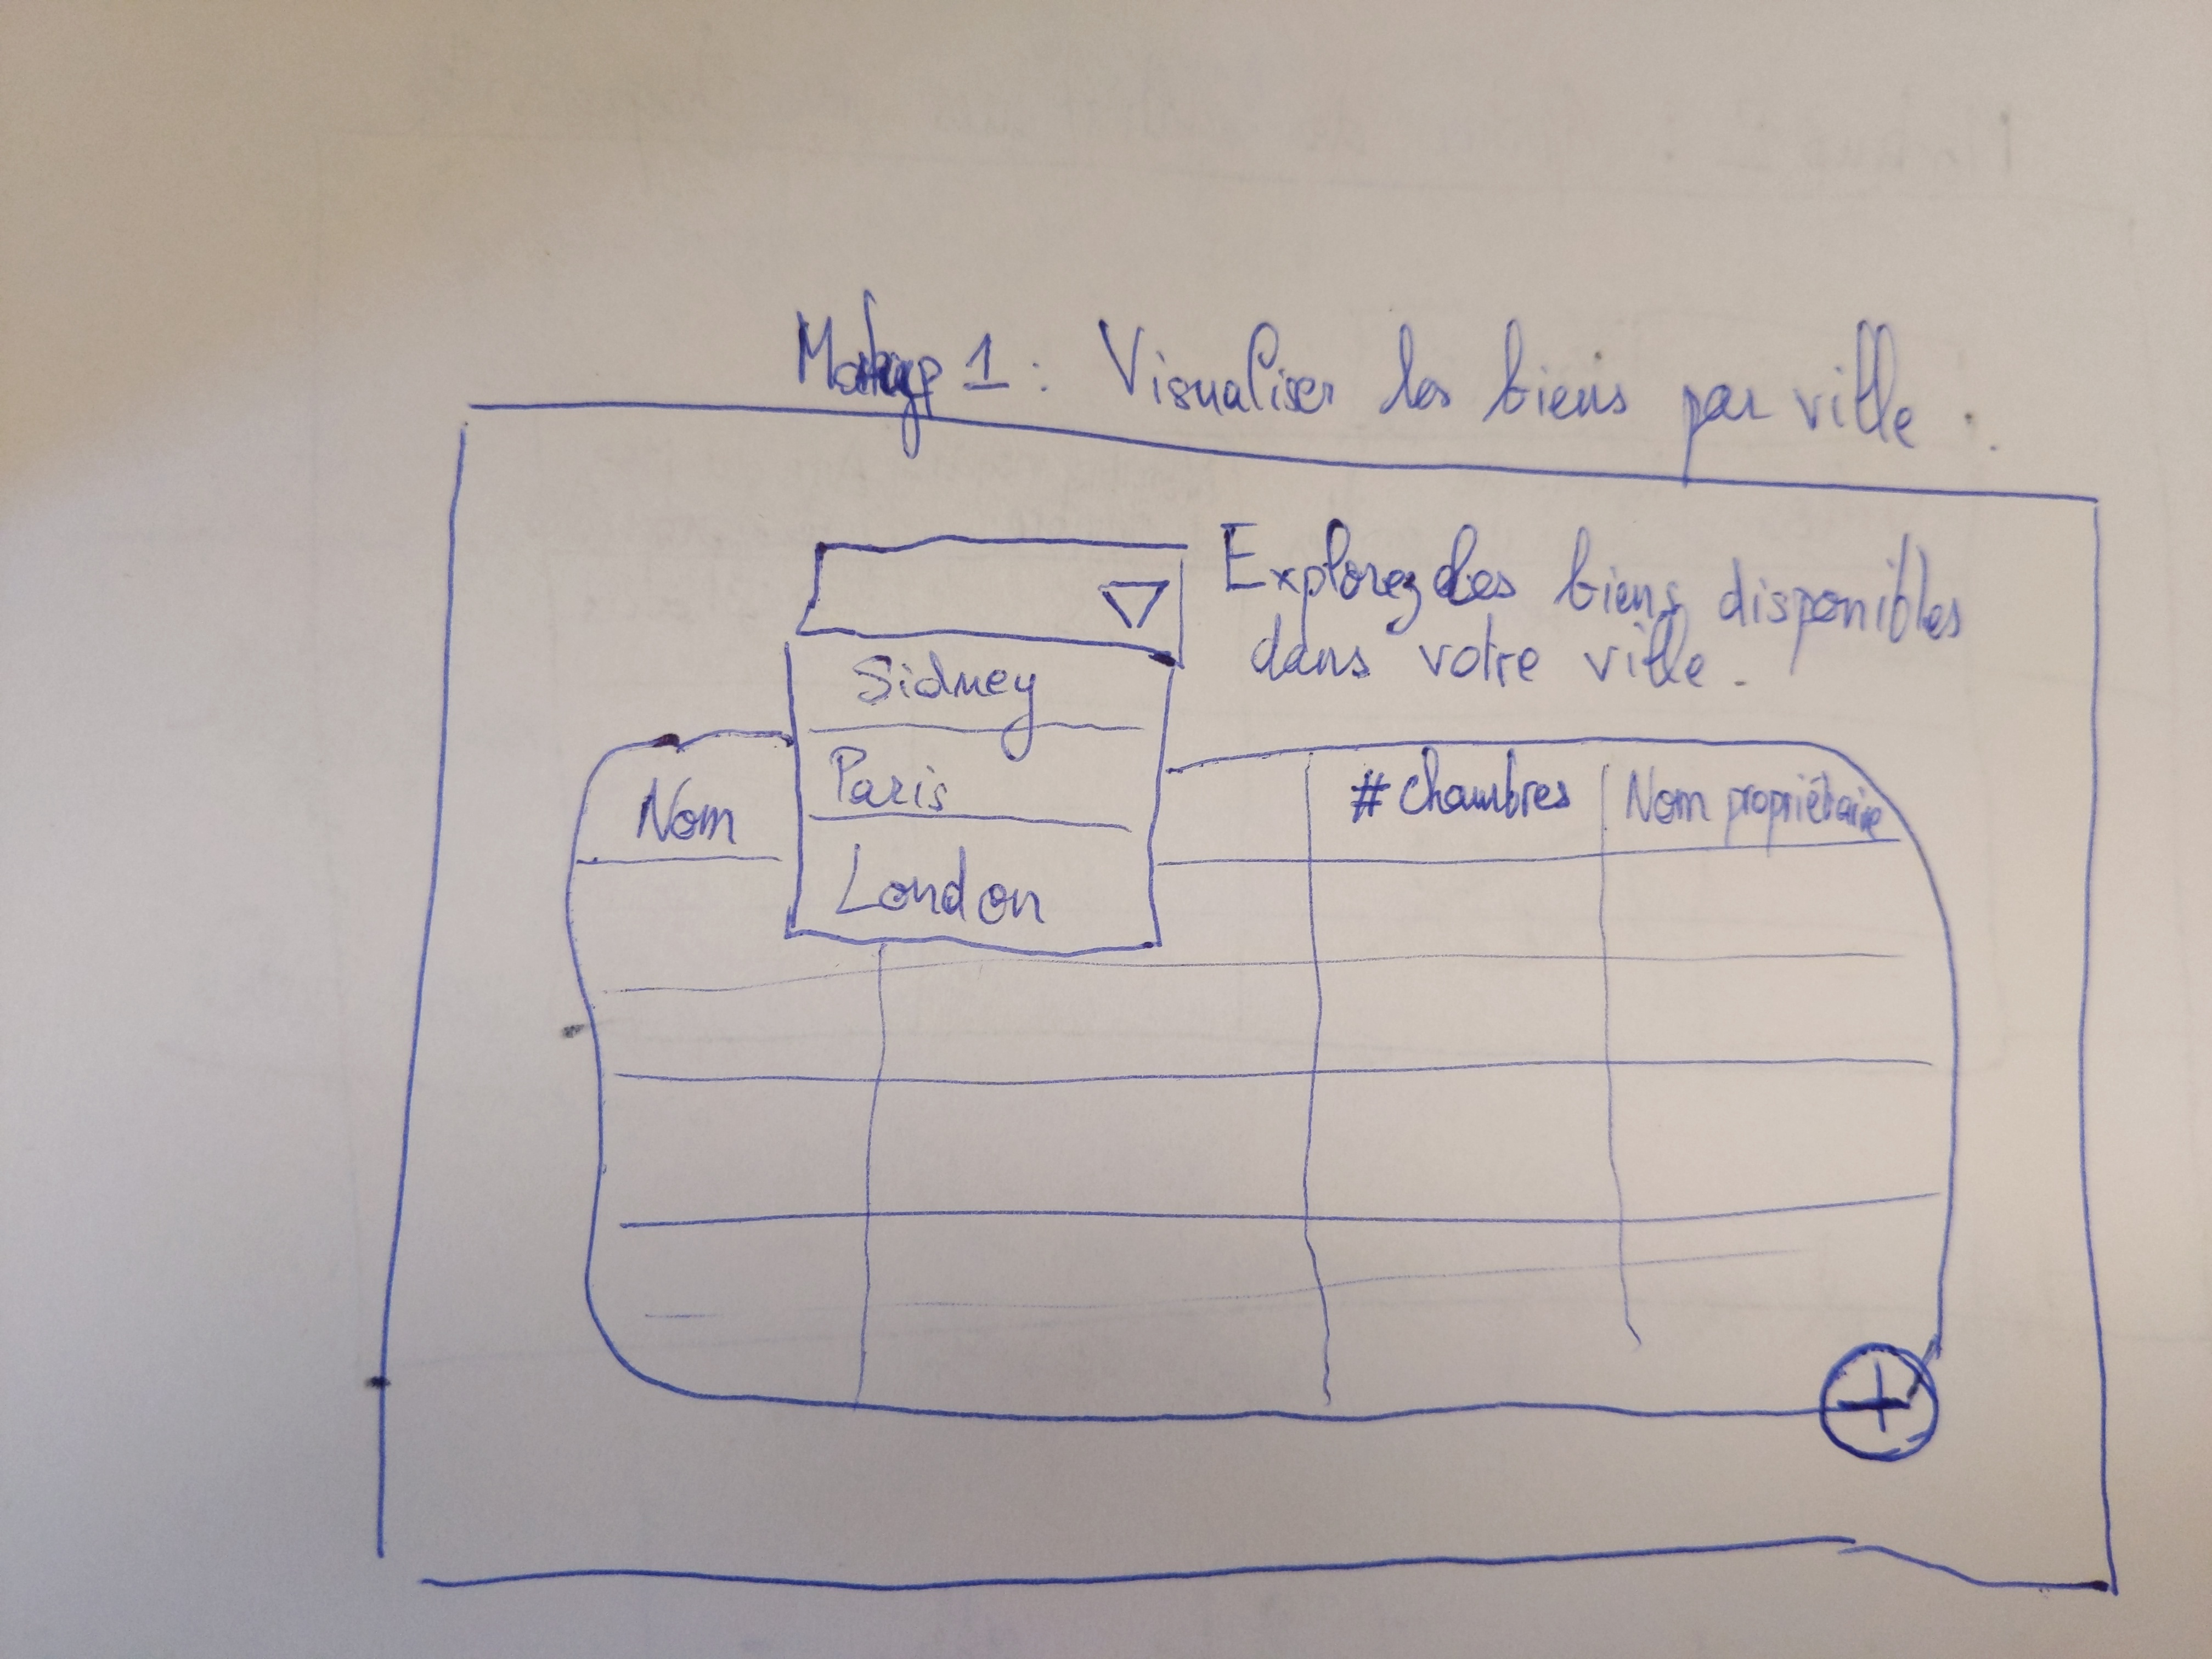 1 : Visualiser les biens par ville.
Explorez des biens disponibles
dans votre ville.
Sidney
Paris
London
Nom
#chambres
Nom propriétaire
+